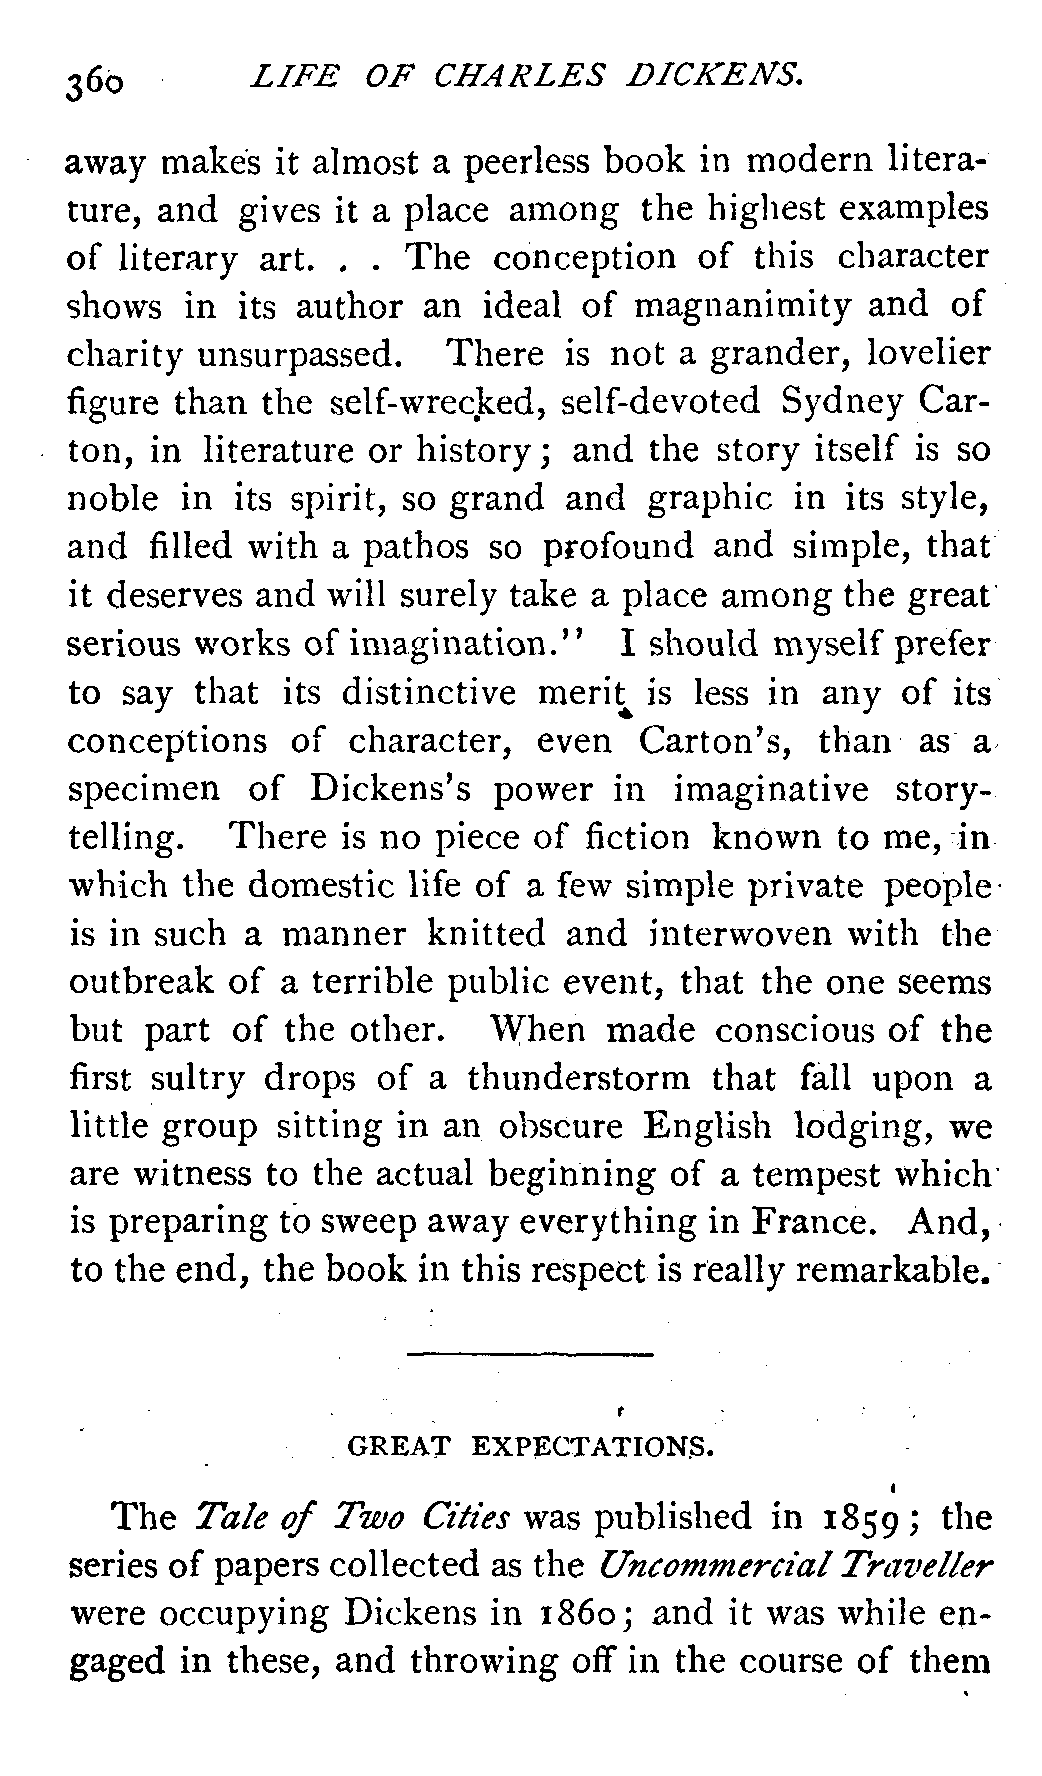 360 LIFE OF CHARLES DICKENS.
away makes it almost a peerless book in modern litera-
ture, and gives it a place among the highest examples
of literary art. . . The conception of this character
shows in its author an ideal of magnanimity and of
charity unsurpassed. There is not a grander, lovelier
figure than the self-wrecked, self-devoted Sydney Car-
ton, in literature or history; and the story itself is so
noble in its spirit, so grand and graphic in its style,
and filled with a pathos so profound and simple, that
it deserves and will surely take a place among the great
serious works of imagination.'' I should myself prefer
to say that its distinctive merit is less in any of its
conceptions of character, even Carton's, than as a
specimen of Dickens's power in imaginative story-
telling. There is no piece of fiction known to me, in
which the domestic life of a few simple private people
is in such a manner knitted and interwoven with the
outbreak of a terrible public event, that the one seems
but part of the other. When made conscious of the
first sultry drops of a thunderstorm that fall upon a
little group sitting in an obscure English lodging, we
are witness to the actual beginning of a tempest which
is preparing to sweep away everything in France. And,
to the end, the book in this respect is really remarkable.
GREAT EXPECTATIONS.
The Tale of Two Cities was published in 1859; the
series of papers collected as the Uncommercial Traveller
were occupying Dickens in 1860; and it was while en-
gaged in these, and throwing off in the course of them